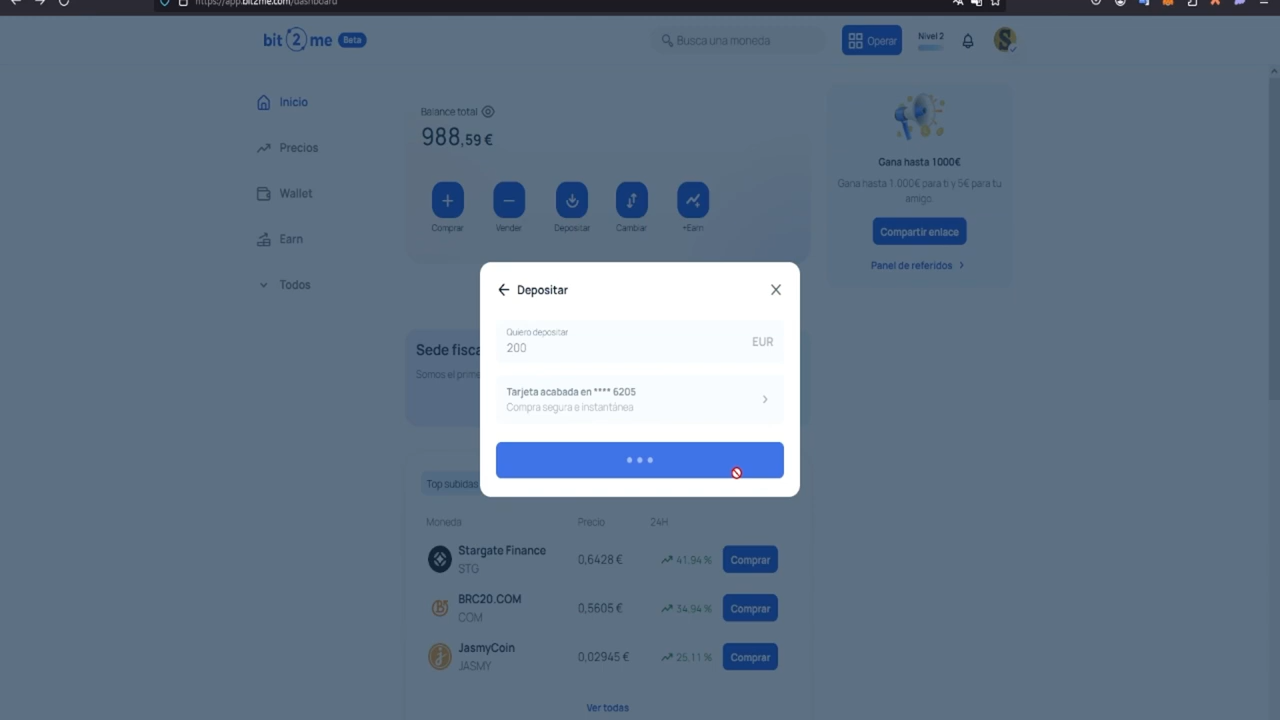 https://app.bit2me.com/dashboard
bit2me Beta
Busca una moneda
Operar
Nivel 2
Inicio
Precios
Wallet
Earn
Todos
Balance total
988,59 €
Comprar
Vender
Depositar
Cambiar
+Earn
Gana hasta 1000€
Gana hasta 1.000€ para ti y 5€ para tu
amigo.
Compartir enlace
Panel de referidos
Depositar
Quiero depositar
200
EUR
Tarjeta acabada en **** 6205
Compra segura e instantánea
Sede fisca
Somos el prime
Top subidas
Moneda Precio 24H
Stargate Finance
STG
0,6428 € 41,94 % Comprar
BRC20.COM
COM
0,5605 € 34,94 % Comprar
JasmyCoin
JASMY
0,02945 € 25,11 % Comprar
Ver todas